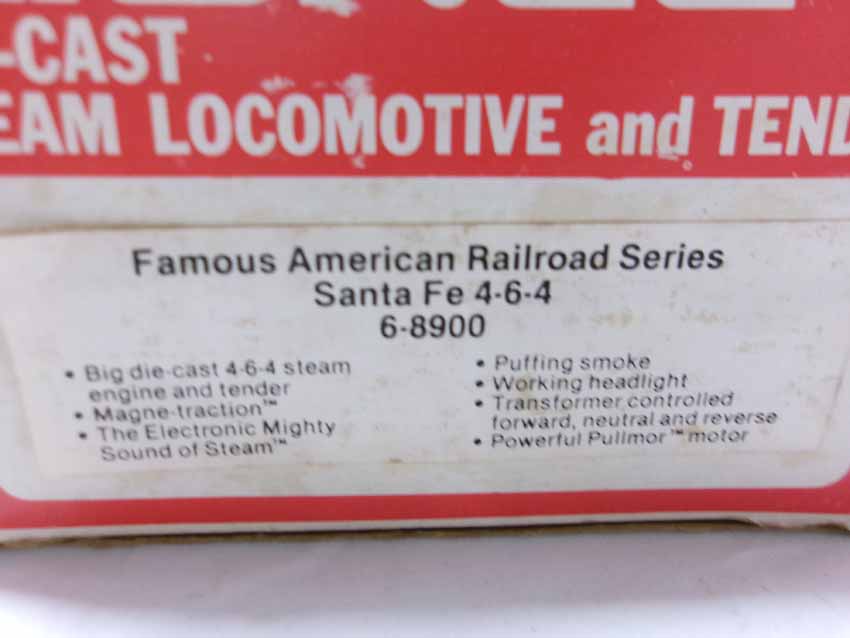 -CAST
EAM LOCOMOTIVE and TEND
Famous American Railroad Series
Santa Fe 4-6-4
6-8900
• Big die-cast 4-6-4 steam
engine and tender
• Magne-traction™
• The Electronic Mighty
Sound of Steam™
• Puffing smoke
• Working headlight
• Transformer controlled
forward, neutral and reverse
• Powerful Pullmor™ motor